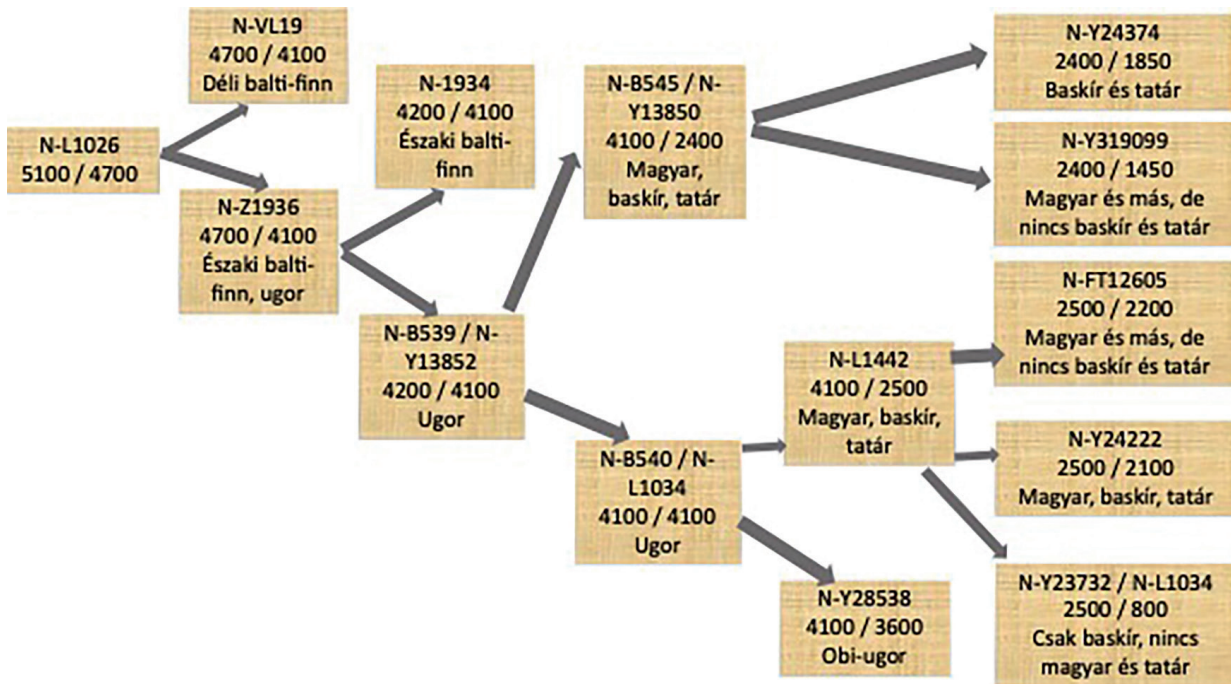 N-L1026
5100 / 4700
N-VL19
4700 / 4100
Déli balti-finn
N-Z1936
4700 / 4100
Északi balti-
finn, ugor
N-1934
4200 / 4100
Északi balti-
finn
N-B539 / N-
Y13852
4200 / 4100
Ugor
N-B545 / N-
Y13850
4100 / 2400
Magyar,
baskír, tatár
N-B540 / N-
L1034
4100 / 4100
Ugor
N-L1442
4100 / 2500
Magyar, baskír,
tatár
N-Y28538
4100 / 3600
Obi-ugor
N-Y24374
2400 / 1850
Baskír és tatár
N-Y319099
2400 / 1450
Magyar és más, de
nincs baskír és tatár
N-FT12605
2500 / 2200
Magyar és más, de
nincs baskír és tatár
N-Y24222
2500 / 2100
Magyar, baskír, tatár
N-Y23732 / N-L1034
2500 / 800
Csak baskír, nincs
magyar és tatár